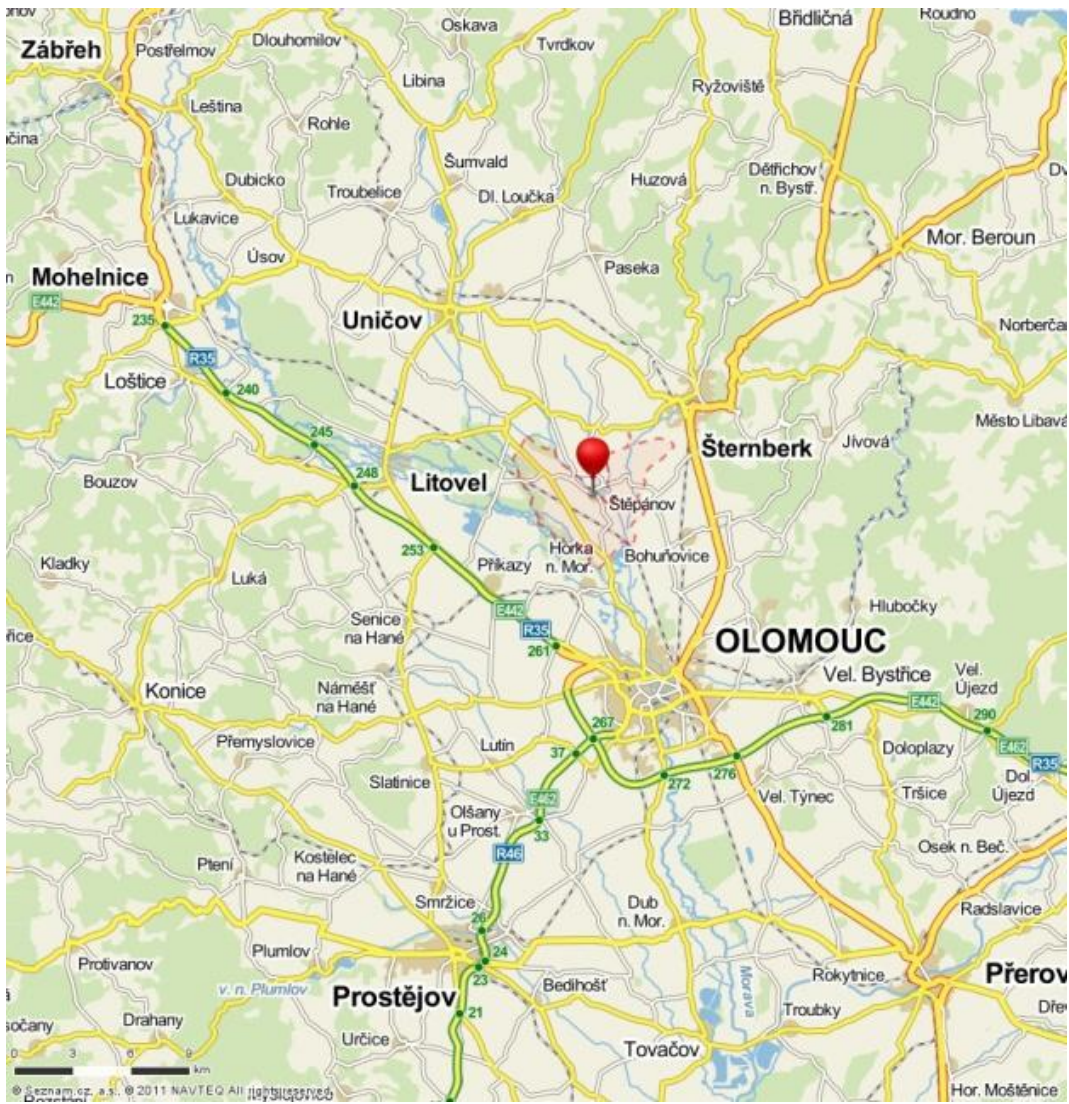 Břidličná
Roudno
Oskava
Zábřeh
Postřelmov
Dlouhomilov
Tvrdkov
Libina
Ryžoviště
Leština
Rohle
Šumvald
Dětřichov
n. Bystř.
Dubicko
Troubelice
Dl. Loučka
Huzová
Lukavice
Mor. Beroun
Úsov
Paseka
Mohelnice
E442
235
Uničov
R35
Loštice
240
Město Libavá
245
Jívová
Šternberk
248
Bouzov
Litovel
Štěpánov
253
Horka
n. Mor.
Bohuňovice
Kladky
Luká
Příkazy
Hlubočky
E442
Senice
na Hané
R35
261
OLOMOUC
Vel. Bystřice
Vel.
Újezd
Konice
Náměšť
na Hané
E442
290
281
267
Přemyslovice
Lutín
37
Doloplazy
E462
R35
276
272
Slatinice
E462
Dol.
Újezd
Tršice
Vel. Týnec
Olšany
u Prost.
33
R46
Osek n. Beč.
Ptení
Kostelec
na Hané
Smržice
Dub
n. Mor.
26
Radslavice
Plumlov
24
23
Protivanov
v. n. Plumlov
Bedihošť
Morava
Rokytnice
Přerov
Prostějov
21
Troubky
Drahany
Určice
Tovačov
0 3 6 9
km
© Seznam.cz, a.s., © 2011 NAVTEQ All rights reserved
Hor. Moštěnice